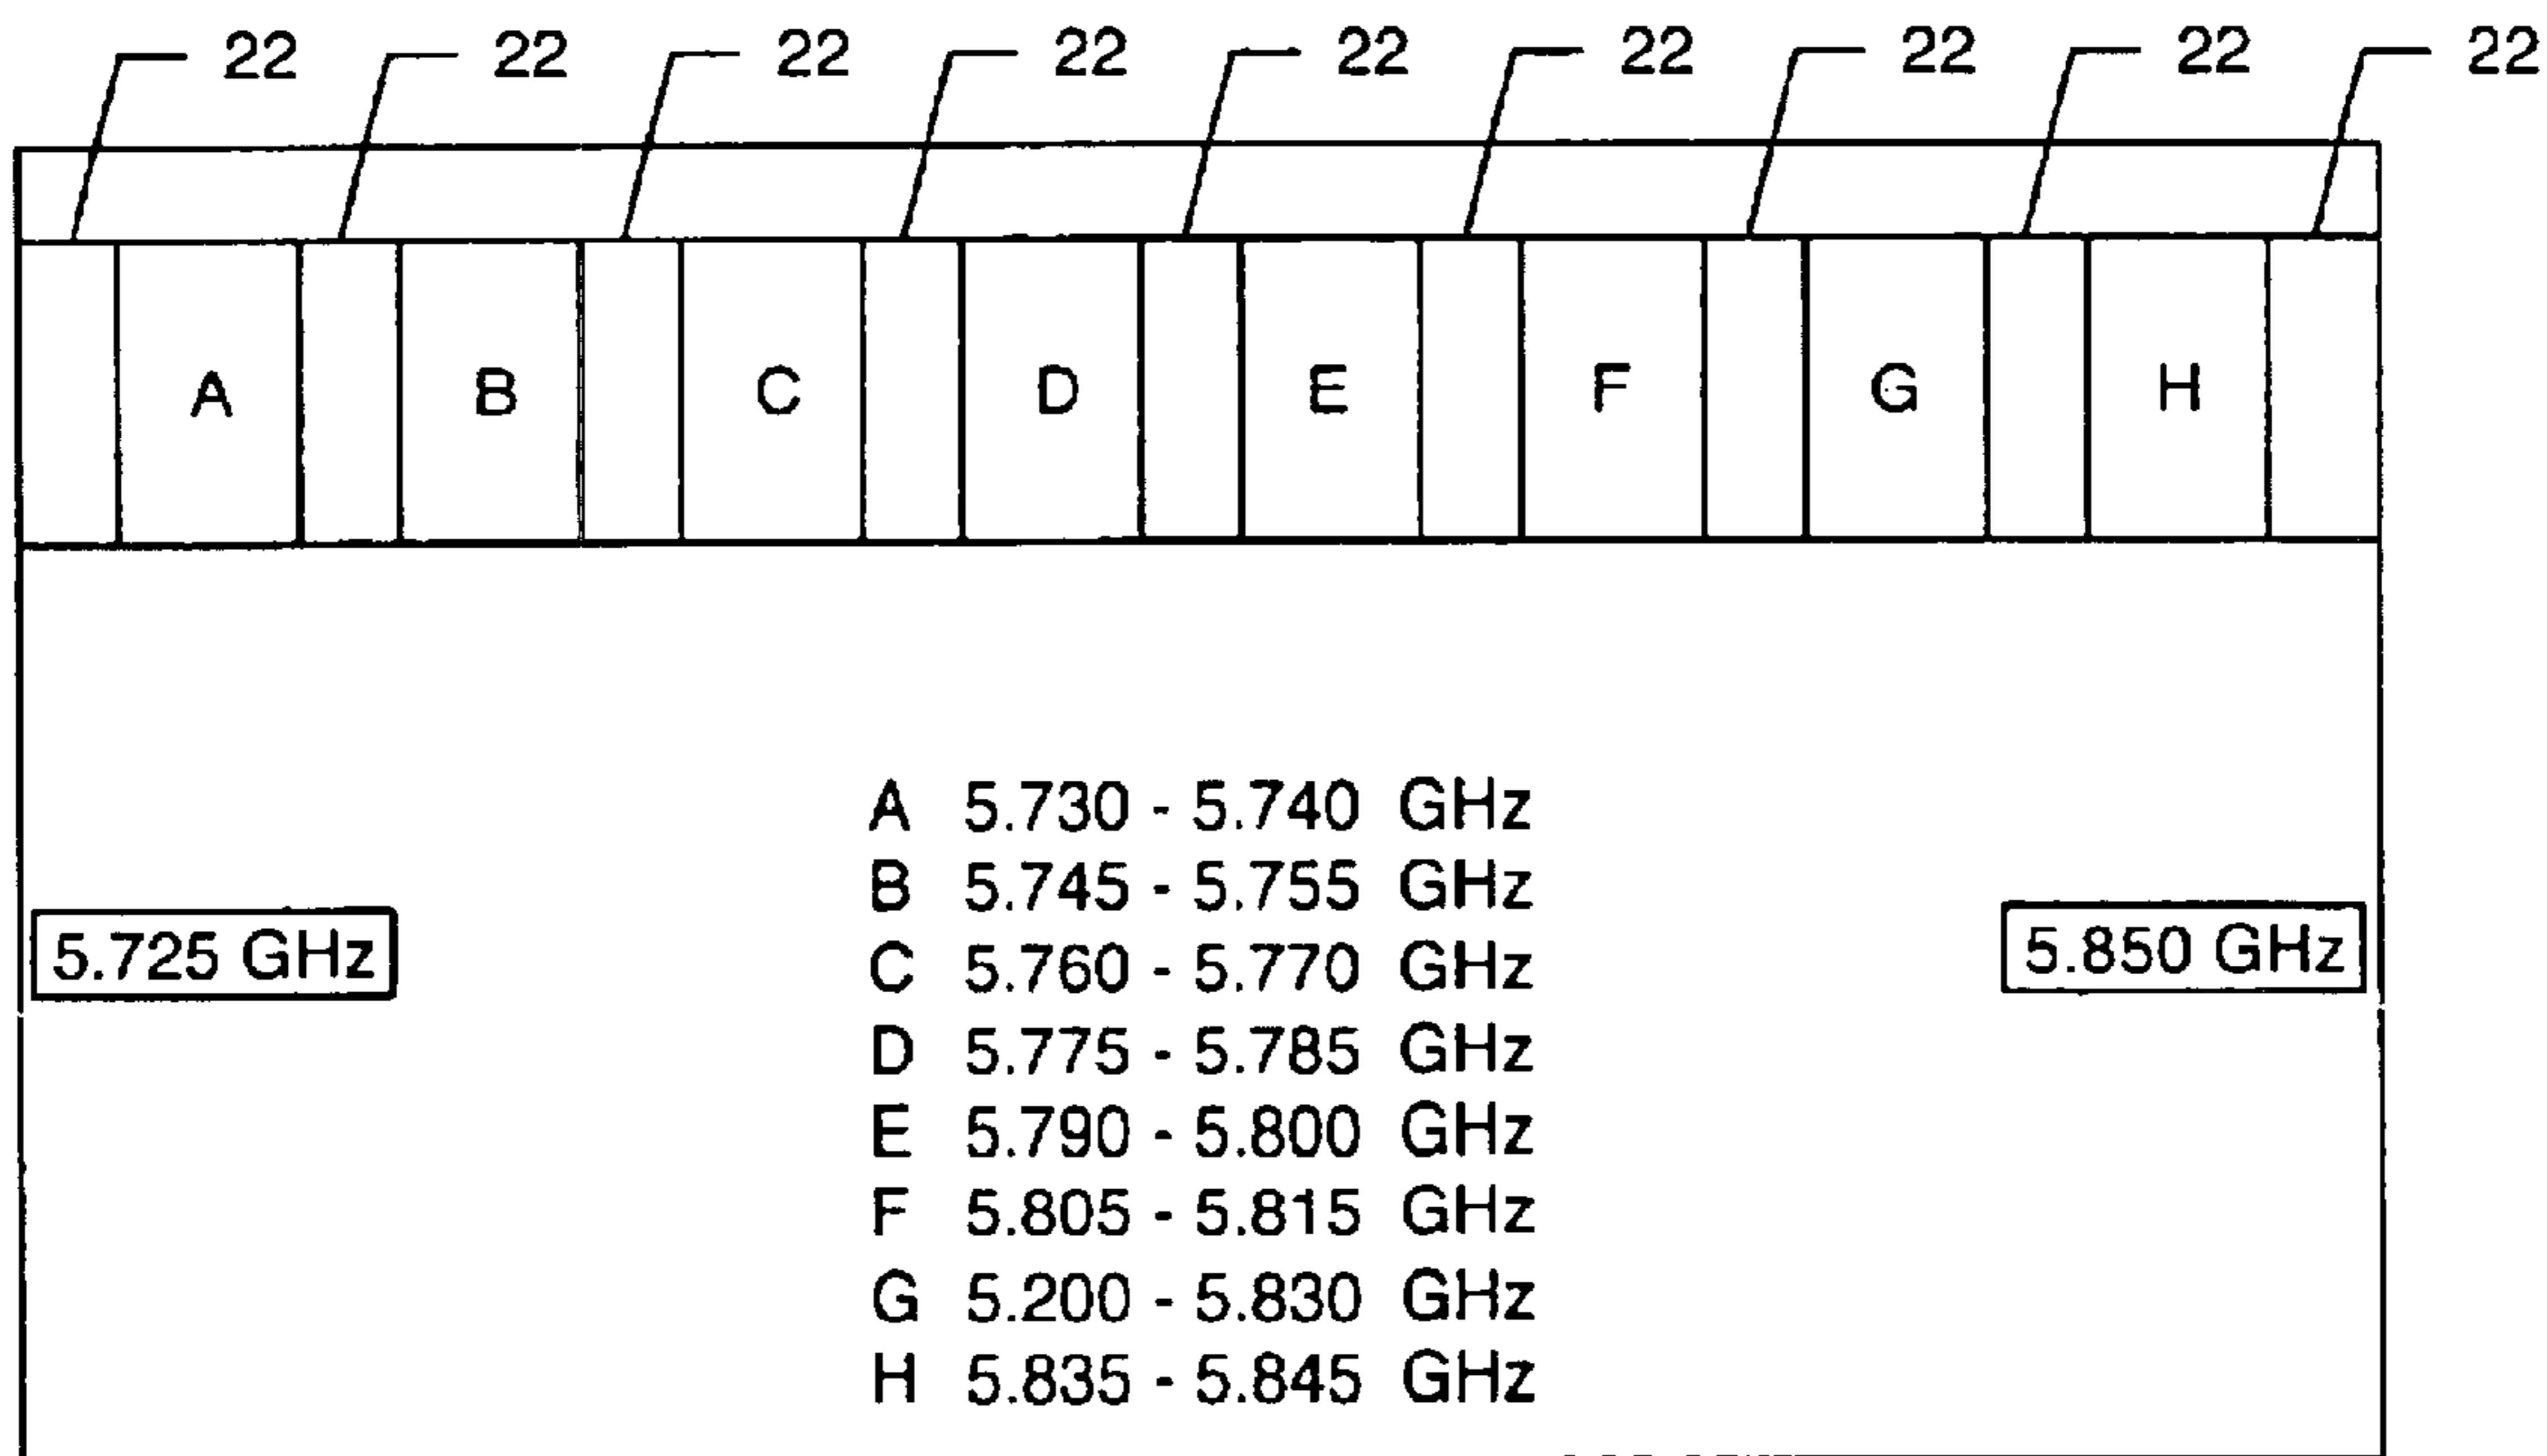 22 22 22 22 22 22 22 22 22
A B C D E F G H
A 5.730 - 5.740 GHz
B 5.745 - 5.755 GHz
5.725 GHz
5.850 GHz
C 5.760 - 5.770 GHz
D 5.775 - 5.785 GHz
E 5.790 - 5.800 GHz
F 5.805 - 5.815 GHz
G 5.200 - 5.830 GHz
H 5.835 - 5.845 GHz